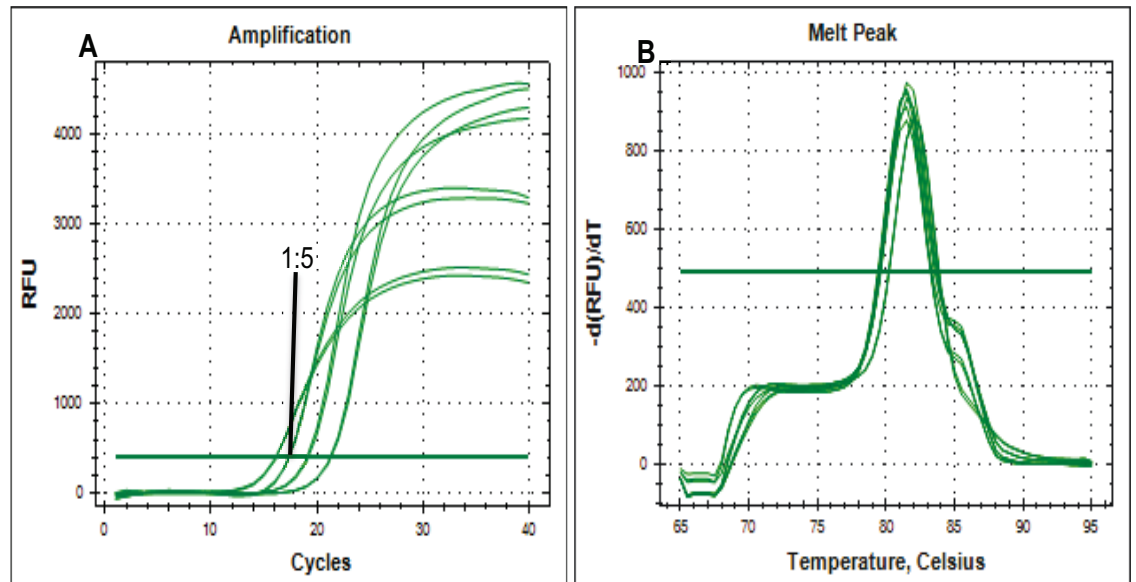 A
Amplification
4000
3000
2000
1000
0
RFU
1:5
0 10 20 30 40
Cycles
B
Melt Peak
1000
800
600
400
200
0
-d(RFU)/dT
65 70 75 80 85 90 95
Temperature, Celsius